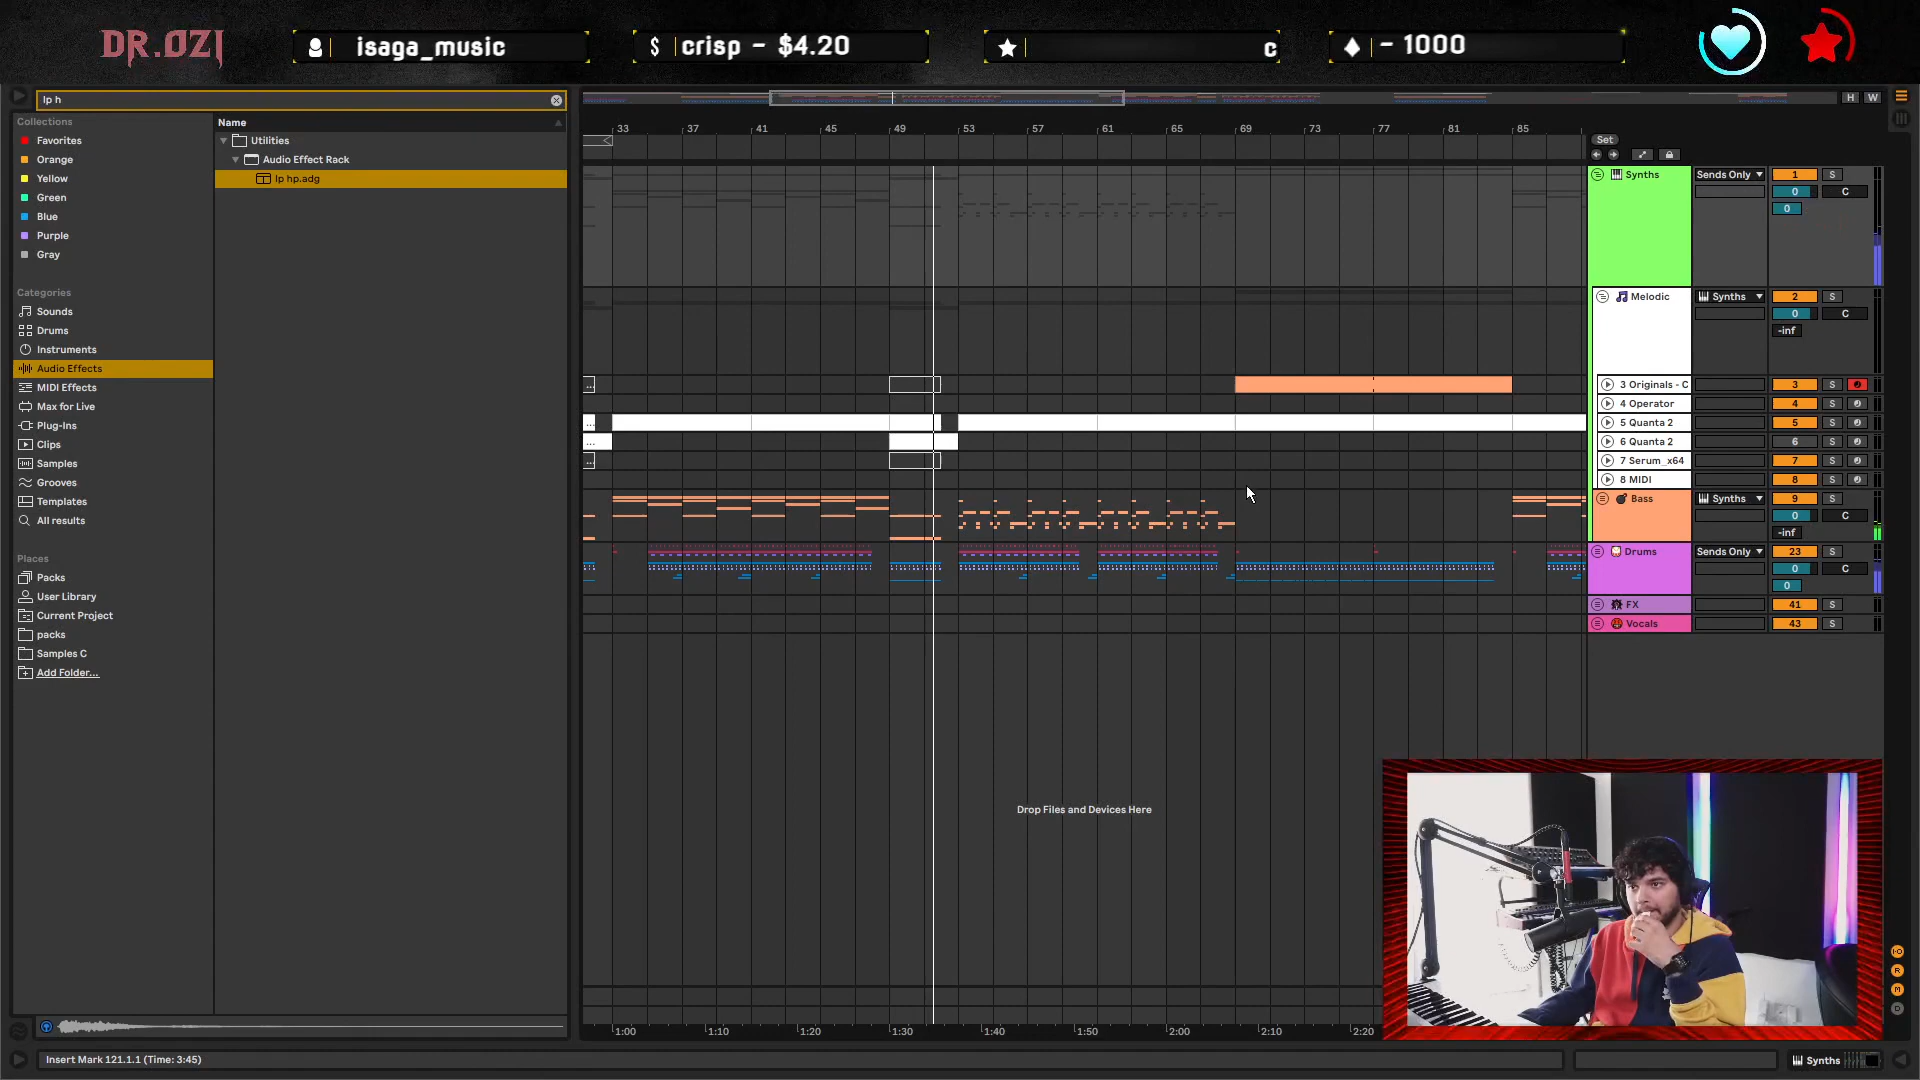 DR.OZI
isaga_music
$ crisp - $4.20
c
- 1000
lp h
H W
Collections
Name
Favorites
Utilities
Orange
Audio Effect Rack
Yellow
lp hp.adg
Green
Blue
Purple
Gray
Categories
Sounds
Drums
Instruments
Audio Effects
MIDI Effects
Max for Live
Plug-Ins
Clips
Samples
Grooves
Templates
All results
Places
Packs
User Library
Current Project
packs
Samples C
Add Folder...
33 37 41 45 49 53 57 61 65 69 73 77 81 85
Set
Synths Sends Only 1 S
0 C
0
Melodic Synths 2 S
0 C
-inf
3 Originals - C 3 S
4 Operator 4 S
5 Quanta 2 5 S
6 Quanta 2 6 S
7 Serum_x64 7 S
8 MIDI 8 S
Bass Synths 9 S
0 C
-inf
Drums Sends Only 23 S
0 C
0
FX 41 S
Vocals 43 S
Drop Files and Devices Here
1:00 1:10 1:20 1:30 1:40 1:50 2:00 2:10 2:20
Insert Mark 121.1.1 (Time: 3:45)
Synths